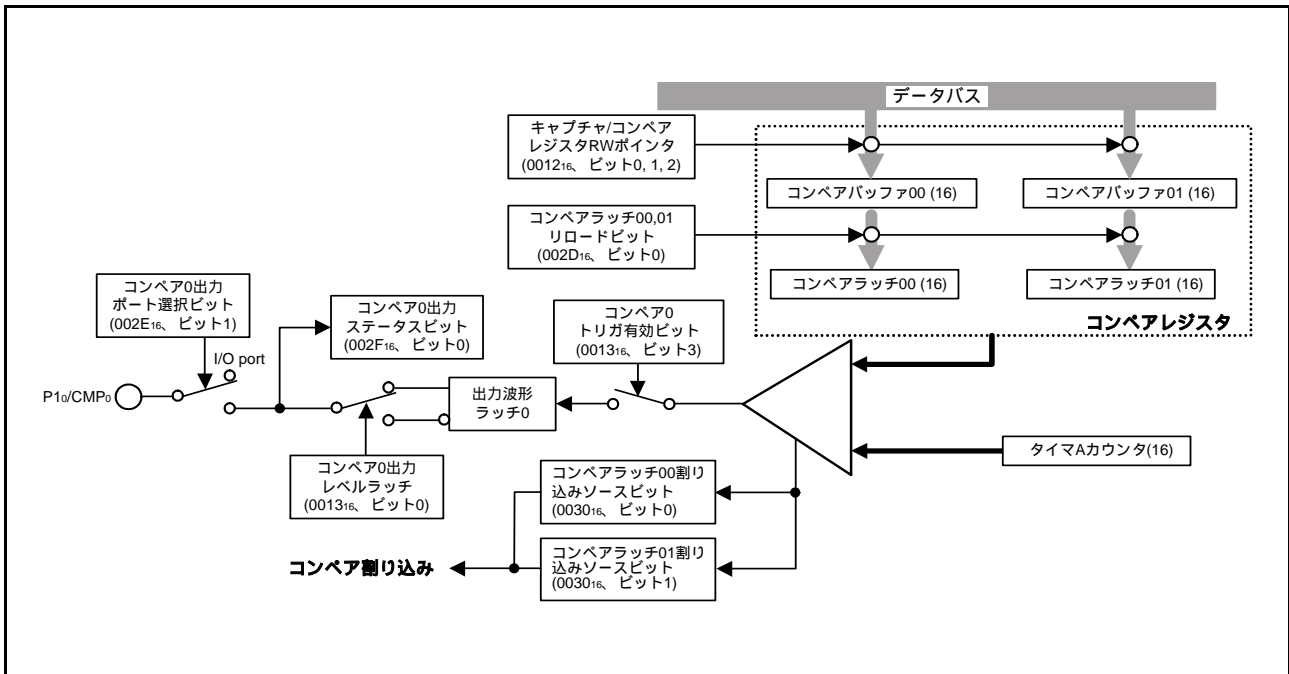 データバス
キャプチャ/コンペア
レジスタRWポインタ
(001216、 ビット0, 1, 2)
コンペアバッファ00 (16)
コンペアバッファ01 (16)
コンペアラッチ00,01
リロードビット
(002D16、 ビット0)
コンペアラッチ00 (16)
コンペアラッチ01 (16)
コンペアレジスタ
コンペア0出力
ポート選択ビット
(002E16、 ビット1)
コンペア0出力
ステータスビット
(002F16、 ビット0)
コンペア0
トリガ有効ビット
(001316、 ビット3)
I/O port
P10/CMP0
出力波形
ラッチ0
タイマAカウンタ(16)
コンペア0出力
レベルラッチ
(001316、 ビット0)
コンペアラッチ00割り
込みソースビット
(003016、 ビット0)
コンペアラッチ01割り
込みソースビット
(003016、 ビット1)
コンペア割り込み